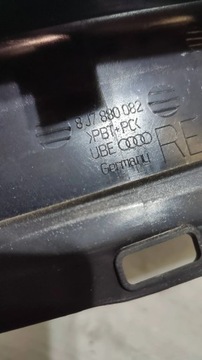 8J7 880 082
>PBT+PC<
UBE
RE
Germany